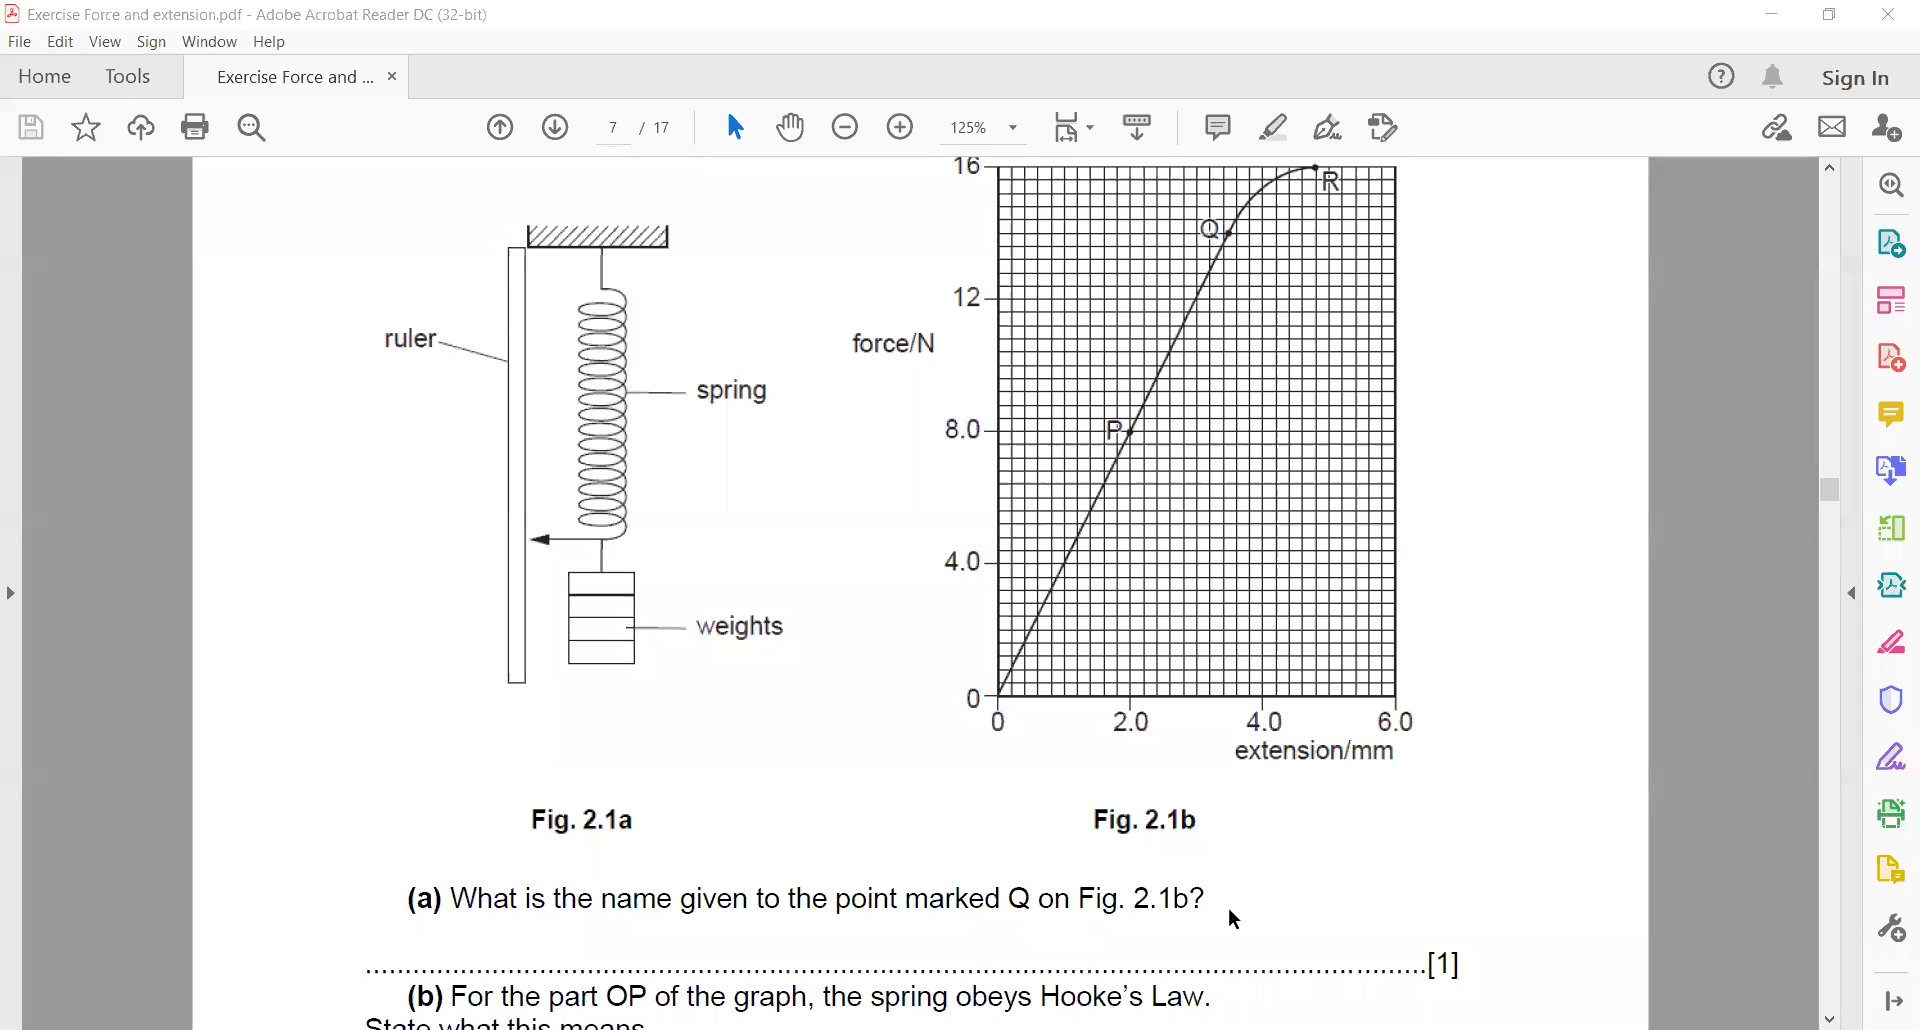 Exercise Force and extension.pdf - Adobe Acrobat Reader DC (32-bit)
File Edit View Sign Window Help
Home Tools Exercise Force and ... × Sign In
7 / 17 125%
16
R
Q
12
ruler
force/N
spring
8.0
P
4.0
weights
0
0 2.0 4.0 6.0
extension/mm
Fig. 2.1a Fig. 2.1b
(a) What is the name given to the point marked Q on Fig. 2.1b?
..........................................................................................................................[1]
(b) For the part OP of the graph, the spring obeys Hooke’s Law.
State what this means.